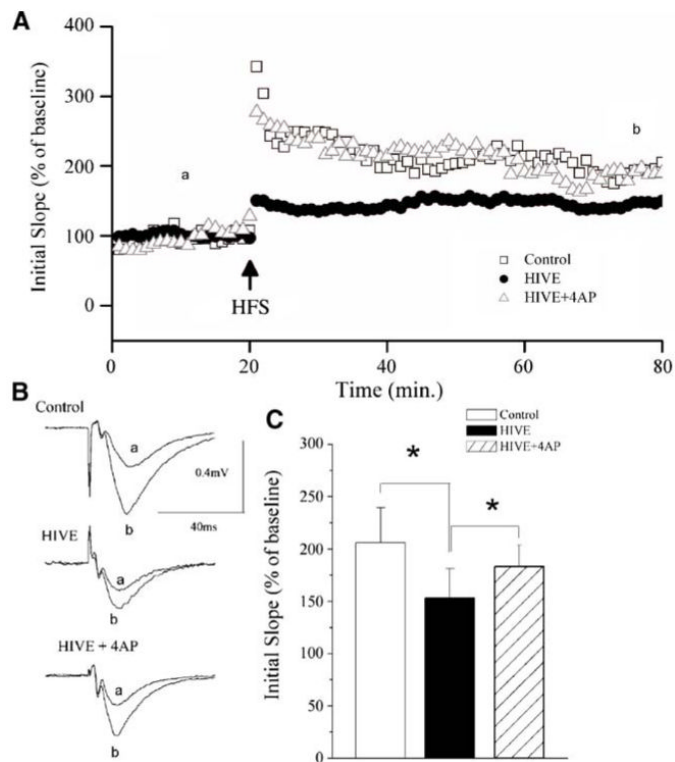 A
400
300
200
100
0
Initial Slope (% of baseline)
a
b
HFS
Control
HIVE
HIVE+4AP
0 20 40 60 80
Time (min.)
B
Control
a
b
0.4mV
40ms
HIVE
a
b
HIVE + 4AP
a
b
C
Control
HIVE
HIVE+4AP
300
250
200
150
100
50
0
Initial Slope (% of baseline)
*
*